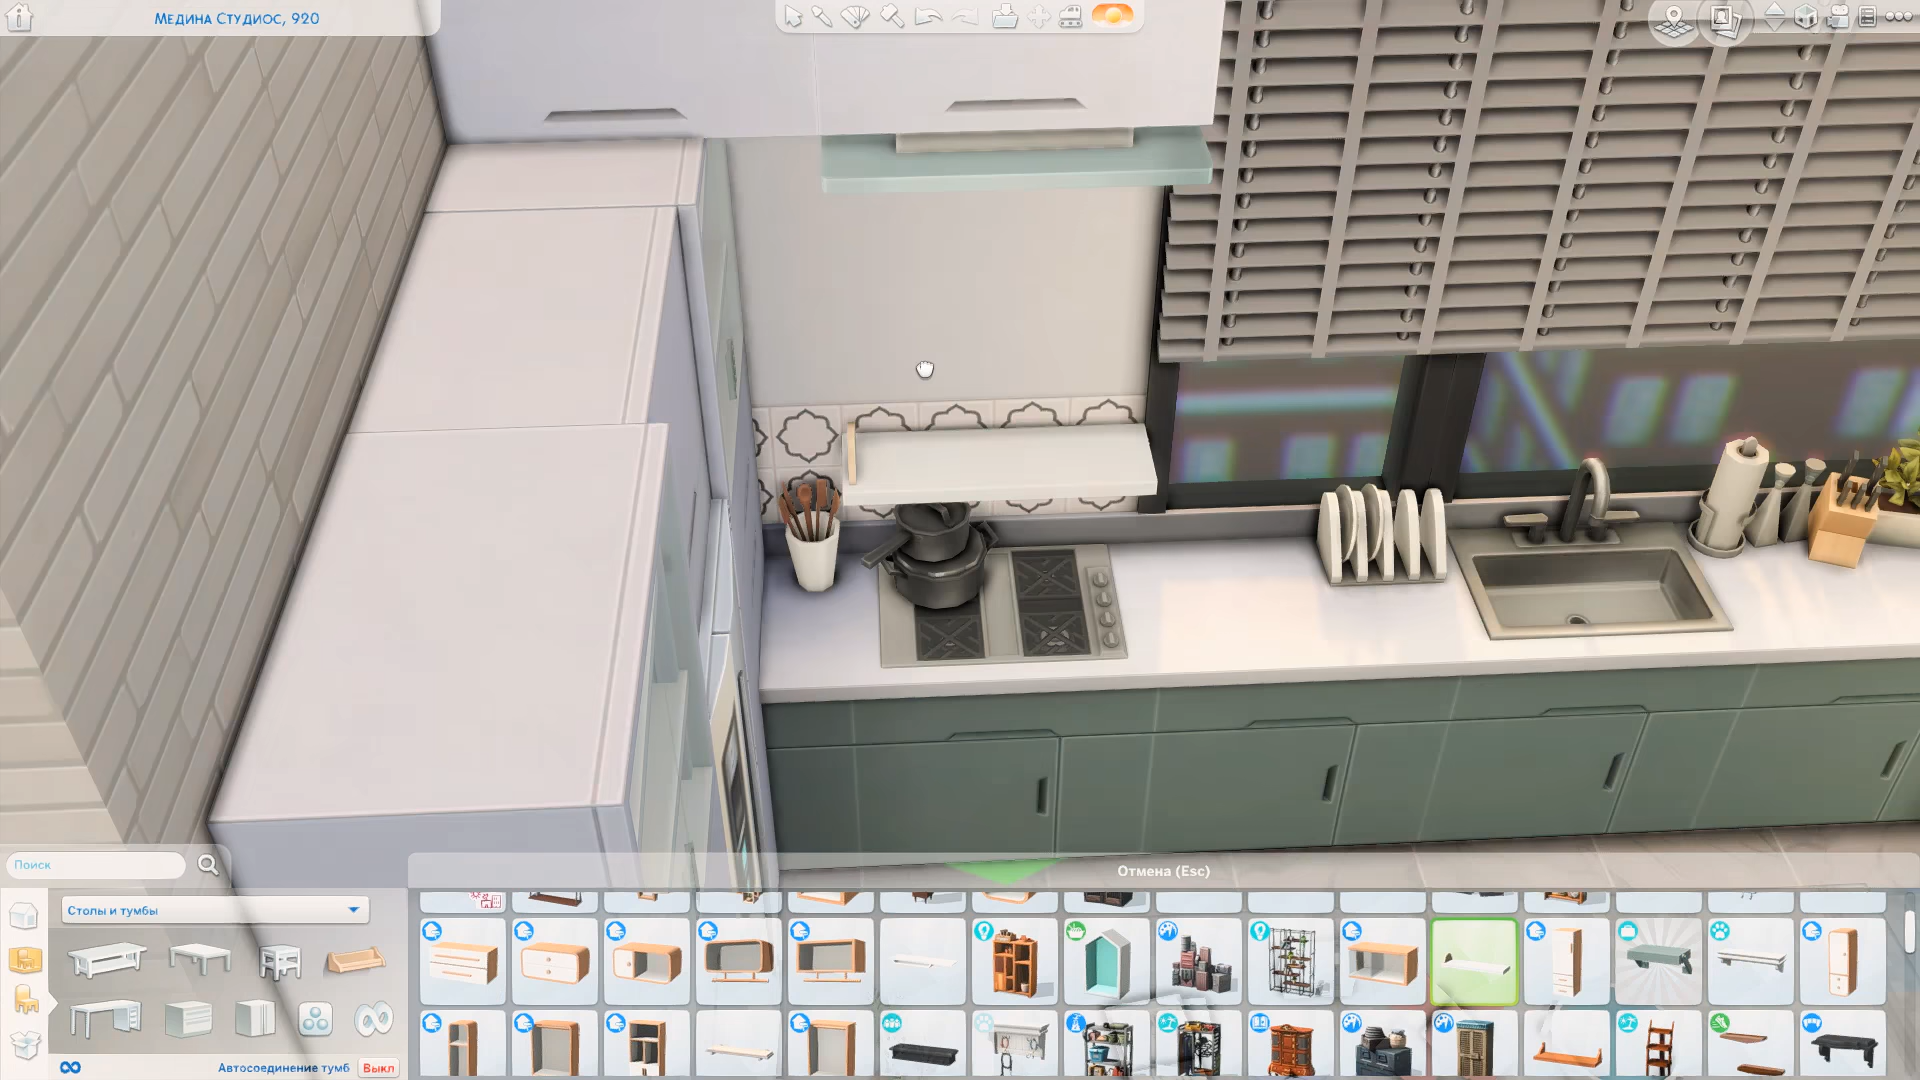 Медина Студиос, 920
Отмена (Esc)
Поиск
Столы и тумбы
Автосоединение тумб
Выкл